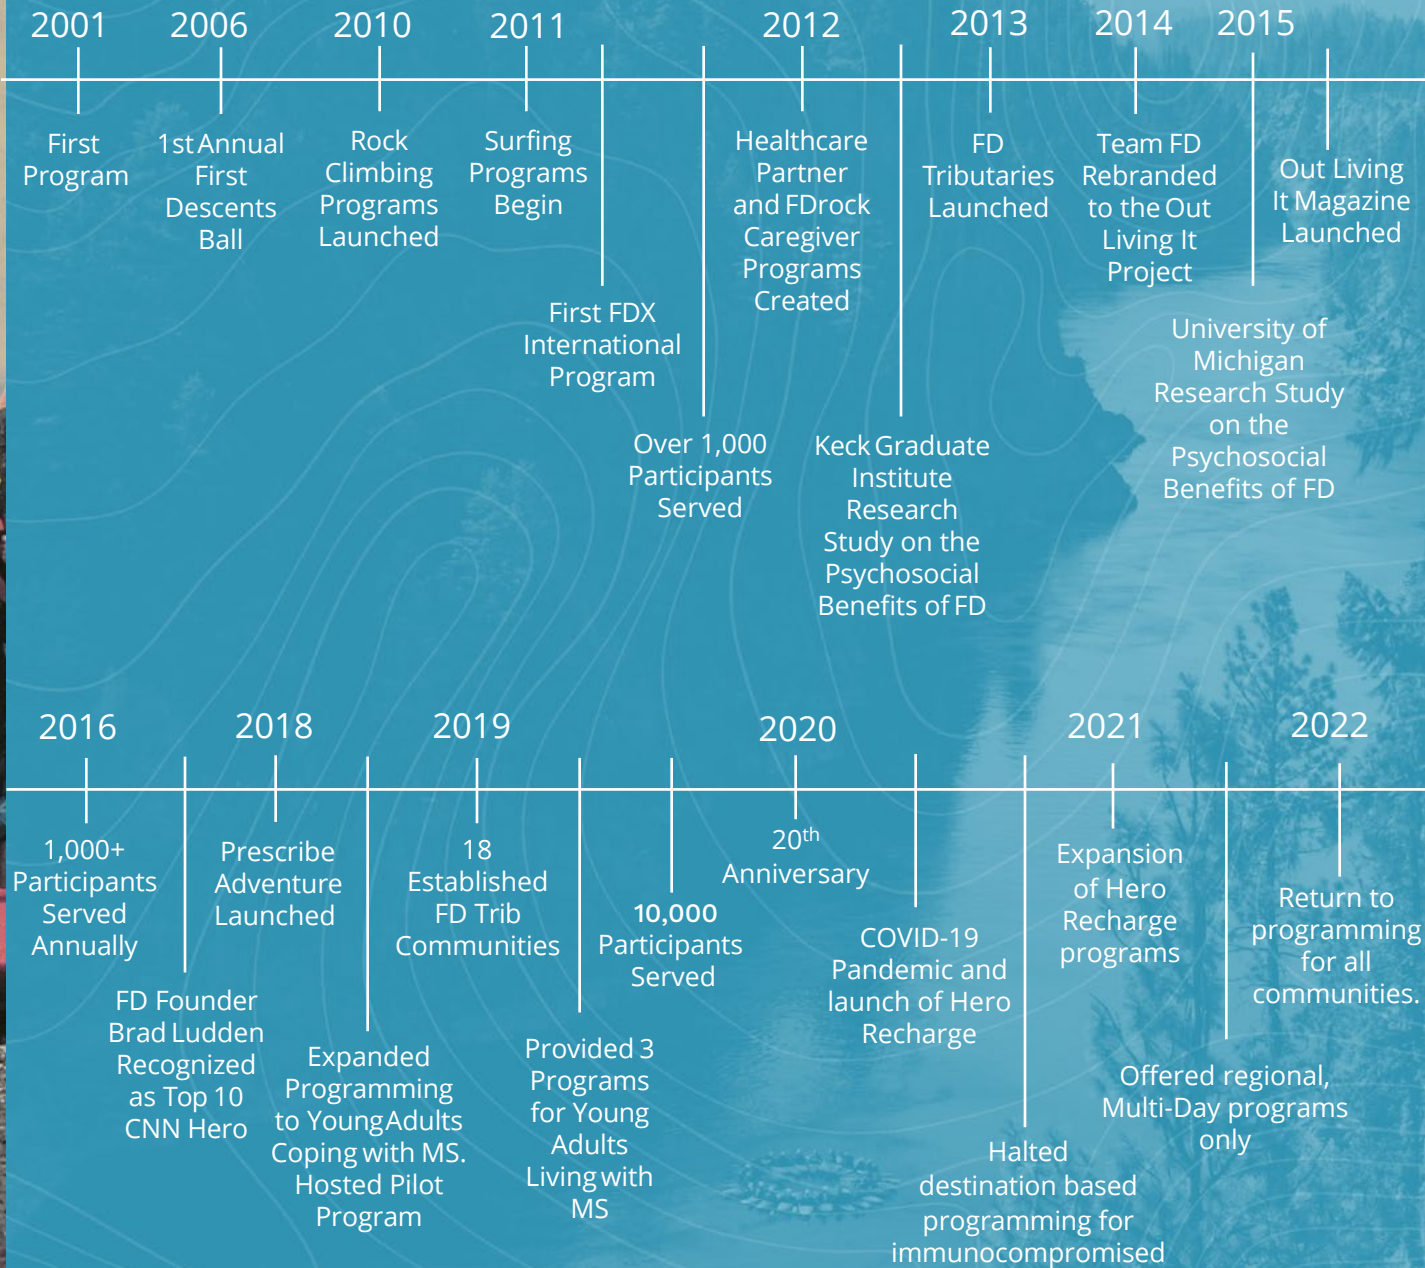 2001
First
Program
2006
1st Annual
First
Descents
Ball
2010
Rock
Climbing
Programs
Launched
2011
Surfing
Programs
Begin
First FDX
International
Program
Over 1,000
Participants
Served
2012
Healthcare
Partner
and FDrock
Caregiver
Programs
Created
Keck Graduate
Institute
Research
Study on the
Psychosocial
Benefits of FD
2013
FD
Tributaries
Launched
2014
Team FD
Rebranded
to the Out
Living It
Project
2015
University of
Michigan
Research Study
on the
Psychosocial
Benefits of FD
Out Living
It Magazine
Launched
2016
1,000+
Participants
Served
Annually
FD Founder
Brad Ludden
Recognized
as Top 10
CNN Hero
2018
Prescribe
Adventure
Launched
Expanded
Programming
to Young Adults
Coping with MS.
Hosted Pilot
Program
2019
18
Established
FD Trib
Communities
Provided 3
Programs
for Young
Adults
Living with
MS
10,000
Participants
Served
2020
20th
Anniversary
COVID-19
Pandemic and
launch of Hero
Recharge
Halted
destination based
programming for
immunocompromised
2021
Expansion
of Hero
Recharge
programs
Offered regional,
Multi-Day programs
only
2022
Return to
programming
for all
communities.